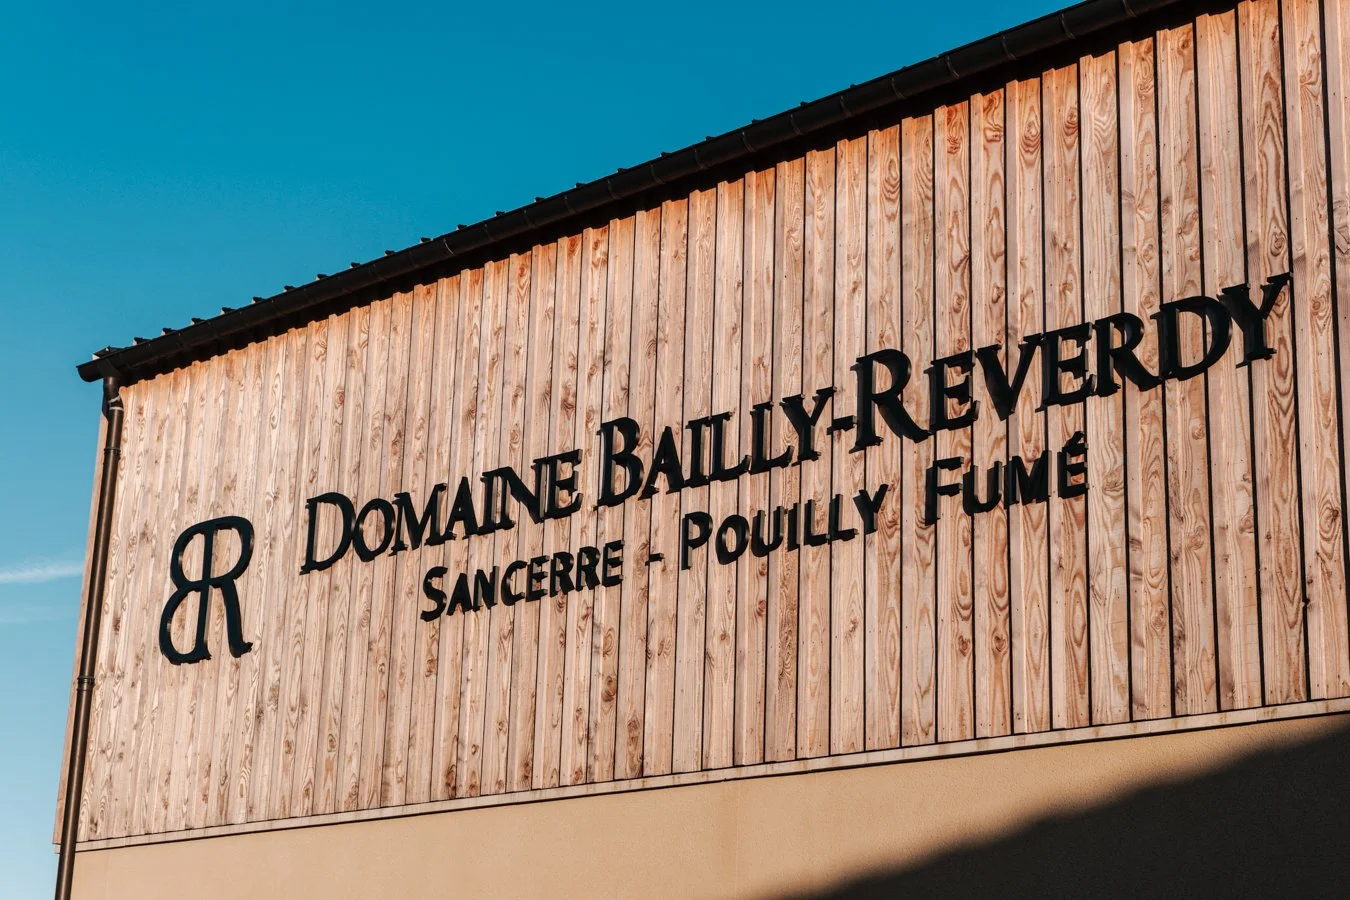 BR
DOMAINE BAILLY-REVERDY
SANCERRE - POUILLY FUMÉ